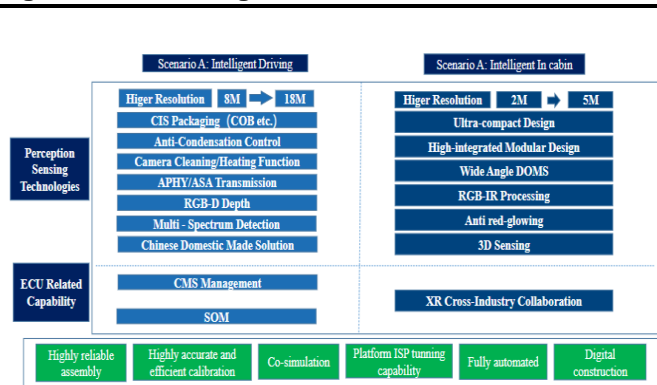 Scenario A: Intelligent Driving
Scenario A: Intelligent In cabin
Perception
Sensing
Technologies
Higer Resolution 8M 18M
CIS Packaging（COB etc.）
Anti-Condensation Control
Camera Cleaning/Heating Function
APHY/ASA Transmission
RGB-D Depth
Multi - Spectrum Detection
Chinese Domestic Made Solution
Higer Resolution 2M 5M
Ultra-compact Design
High-integrated Modular Design
Wide Angle DOMS
RGB-IR Processing
Anti red-glowing
3D Sensing
ECU Related
Capability
CMS Management
SOM
XR Cross-Industry Collaboration
Highly reliable
assembly
Highly accurate and
efficient calibration
Co-simulation
Platform ISP tunning
capability
Fully automated
Digital
construction